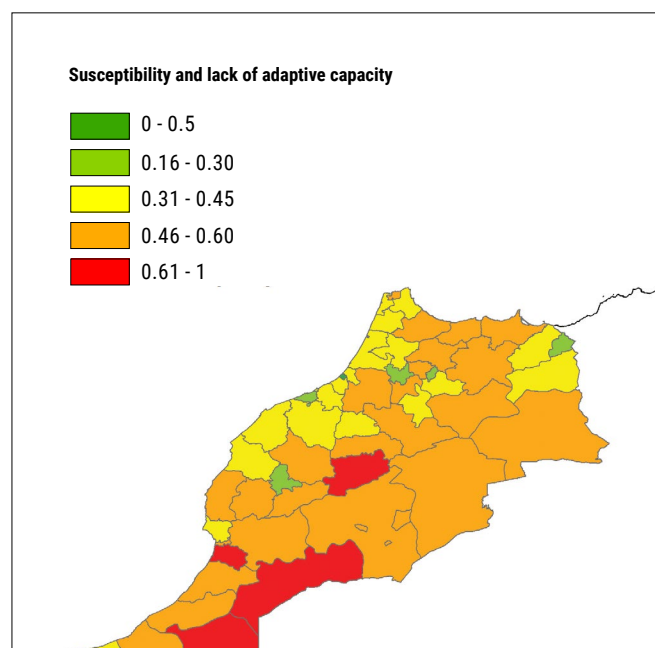 Susceptibility and lack of adaptive capacity
0 - 0.5
0.16 - 0.30
0.31 - 0.45
0.46 - 0.60
0.61 - 1